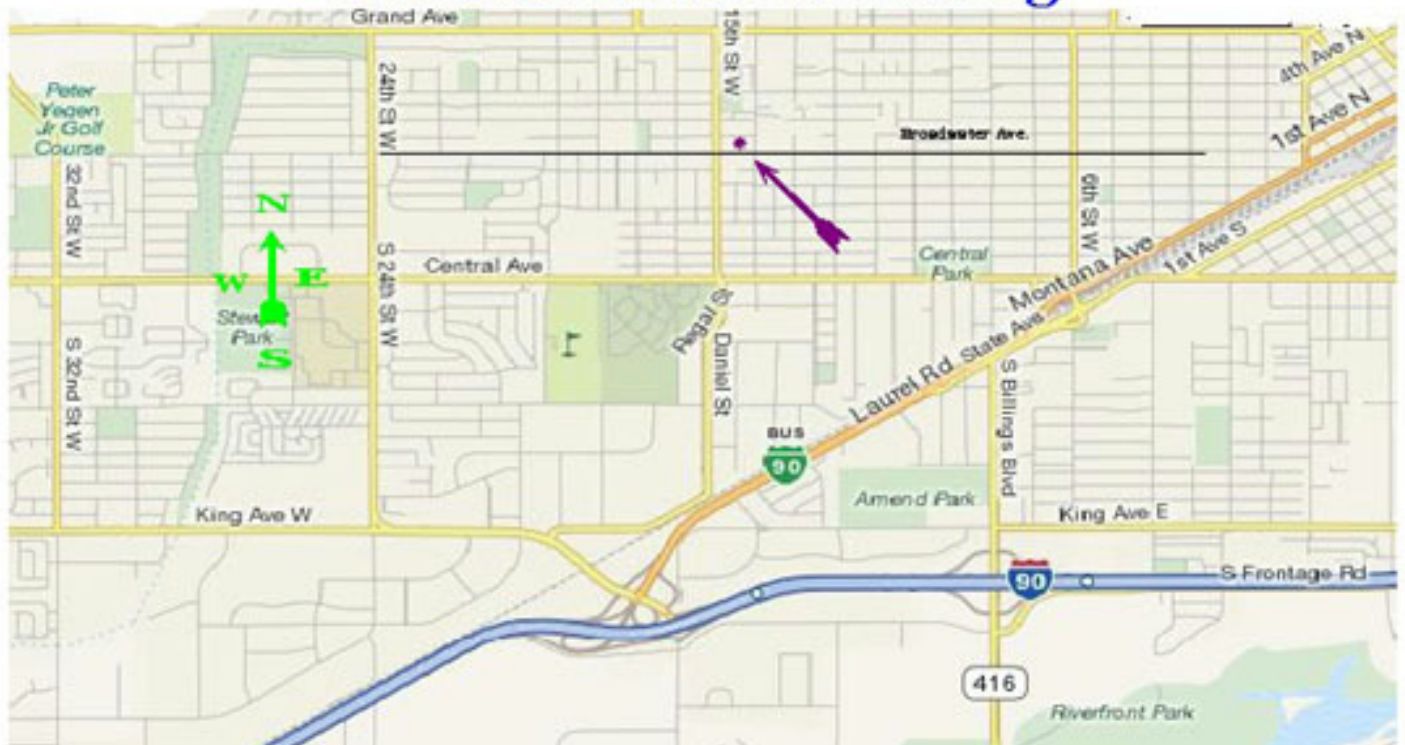 Grand Ave
15th St W
4th Ave N
Peter
Yegen
Jr Golf
Course
24th St W
1st Ave N
Broadwater Ave.
32nd St W
6th St W
N
W E
S
S 24th St W
Central Ave
Central
Park
Montana Ave
1st Ave S
Stewart
Park
Regal St
Daniel St
Laurel Rd
State Ave
S 32nd St W
S Billings Blvd
BUS
90
Amend Park
King Ave W
King Ave E
90
S Frontage Rd
416
Riverfront Park